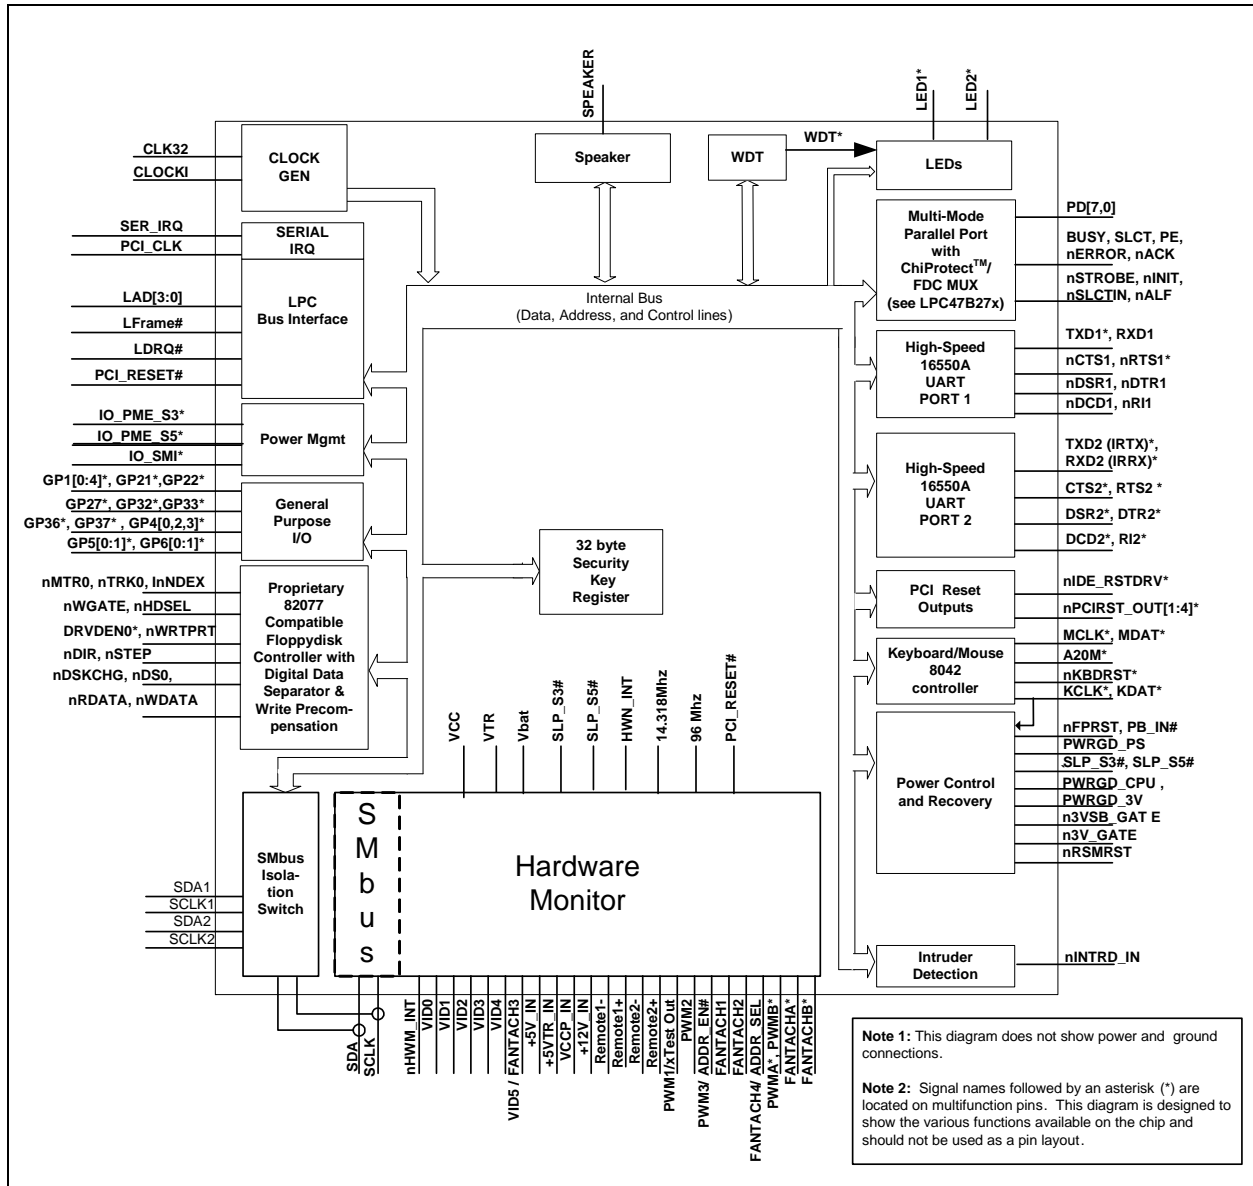 SPEAKER
LED1*
LED2*
CLK32
CLOCKI
CLOCK
GEN
Speaker
WDT
WDT*
LEDs
SER_IRQ
PCI_CLK
SERIAL
IRQ
LAD[3:0]
LFrame#
LDRQ#
PCI_RESET#
LPC
Bus Interface
Internal Bus
(Data, Address, and Control lines)
Multi-Mode
Parallel Port
with
ChiProtect™/
FDC MUX
(see LPC47B27x)
PD[7,0]
BUSY, SLCT, PE,
nERROR, nACK
nSTROBE, nINIT,
nSLCTIN, nALF
High-Speed
16550A
UART
PORT 1
TXD1*, RXD1
nCTS1, nRTS1*
nDSR1, nDTR1
nDCD1, nRI1
IO_PME_S3*
IO_PME_S5*
IO_SMI*
Power Mgmt
GP1[0:4]*, GP21*,GP22*
GP27*, GP32*,GP33*
GP36*, GP37* , GP4[0,2,3]*
GP5[0:1]*, GP6[0:1]*
General
Purpose
I/O
High-Speed
16550A
UART
PORT 2
TXD2 (IRTX)*,
RXD2 (IRRX)*
CTS2*, RTS2 *
DSR2*, DTR2*
DCD2*, RI2*
32 byte
Security
Key
Register
nMTR0, nTRK0, InNDEX
nWGATE, nHDSEL
DRVDEN0*, nWRTPRT
nDIR, nSTEP
nDSKCHG, nDS0,
nRDATA, nWDATA
Proprietary
82077
Compatible
Floppydisk
Controller with
Digital Data
Separator &
Write Precom-
pensation
PCI Reset
Outputs
nIDE_RSTDRV*
nPCIRST_OUT[1:4]*
Keyboard/Mouse
8042
controller
MCLK*, MDAT*
A20M*
nKBDRST*
KCLK*, KDAT*
Power Control
and Recovery
nFPRST, PB_IN#
PWRGD_PS
SLP_S3#, SLP_S5#
PWRGD_CPU ,
PWRGD_3V
n3VSB_GAT E
n3V_GATE
nRSMRST
VCC
VTR
Vbat
SLP_S3#
SLP_S5#
HWN_INT
14.318Mhz
96 Mhz
PCI_RESET#
SMbus
Isola-
tion
Switch
SDA1
SCLK1
SDA2
SCLK2
S
M
b
u
s
Hardware
Monitor
Intruder
Detection
nINTRD_IN
SDA
SCLK
nHWM_INT
VID0
VID1
VID2
VID3
VID4
VID5 / FANTACH3
+5V_IN
+5VTR_IN
VCCP_IN
+12V_IN
Remote1-
Remote1+
Remote2-
Remote2+
PWM1/xTest Out
PWM2
PWM3/ ADDR_EN#
FANTACH1
FANTACH2
FANTACH4/ ADDR_SEL
PWMA*, PWMB*
FANTACHA*
FANTACHB*
Note 1: This diagram does not show power and ground
connections.
Note 2: Signal names followed by an asterisk (*) are
located on multifunction pins. This diagram is designed to
show the various functions available on the chip and
should not be used as a pin layout.